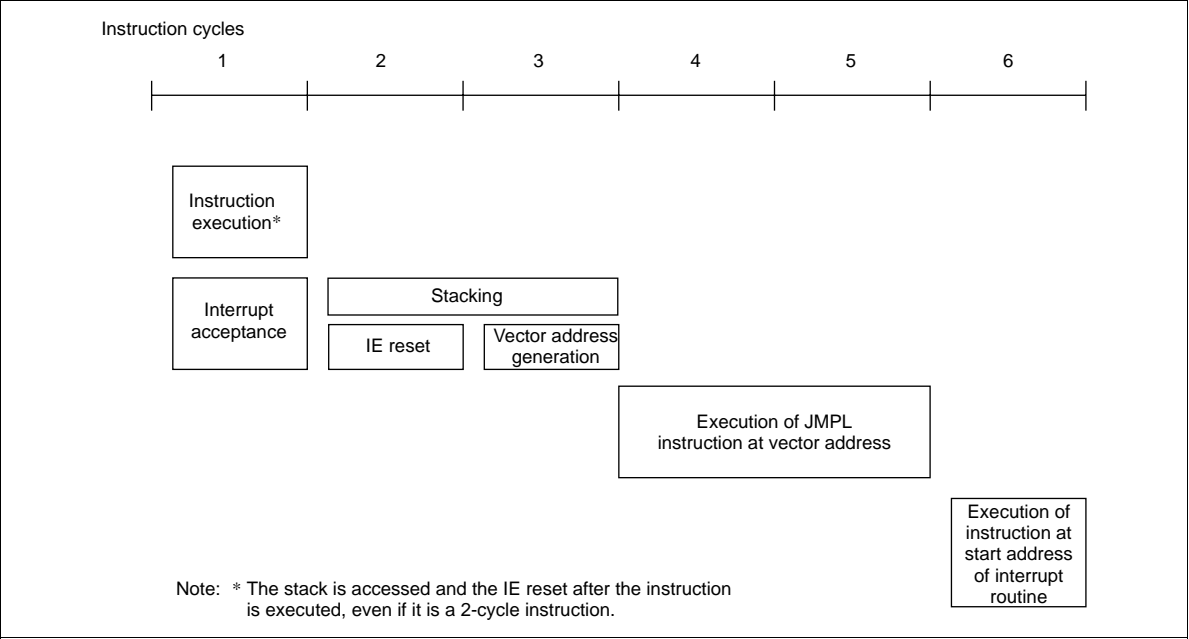 Instruction cycles
1 2 3 4 5 6
Instruction
execution*
Interrupt
acceptance
Stacking
IE reset
Vector address
generation
Execution of JMPL
instruction at vector address
Execution of
instruction at
start address
of interrupt
routine
Note: * The stack is accessed and the IE reset after the instruction
is executed, even if it is a 2-cycle instruction.